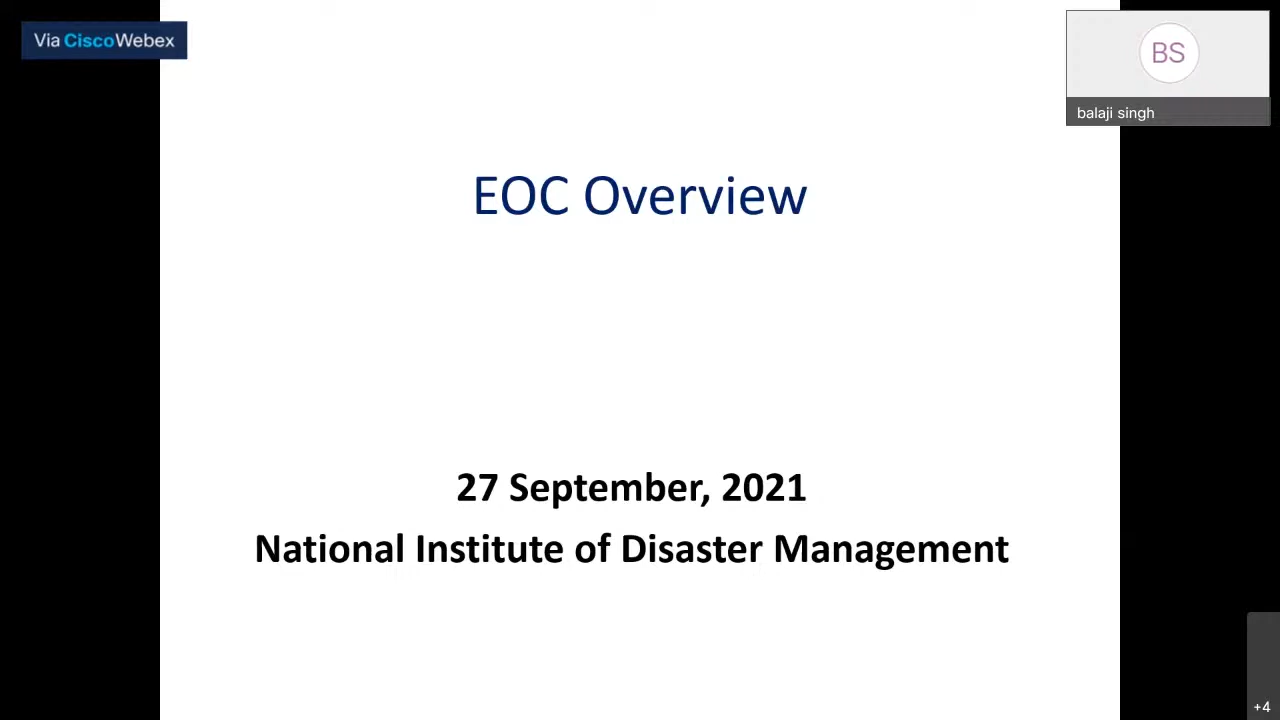 Via CiscoWebex
BS
balaji singh
EOC Overview
27 September, 2021
National Institute of Disaster Management
+4